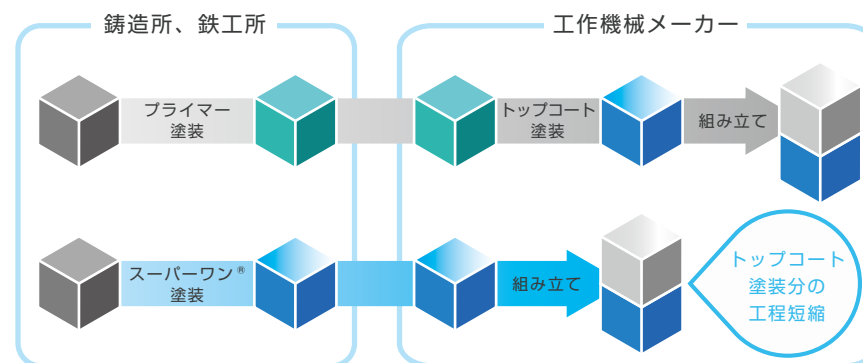 鋳造所、鉄工所
工作機械メーカー
プライマー
塗装
トップコート
塗装
組み立て
スーパーワン®
塗装
組み立て
トップコート
塗装分の
工程短縮